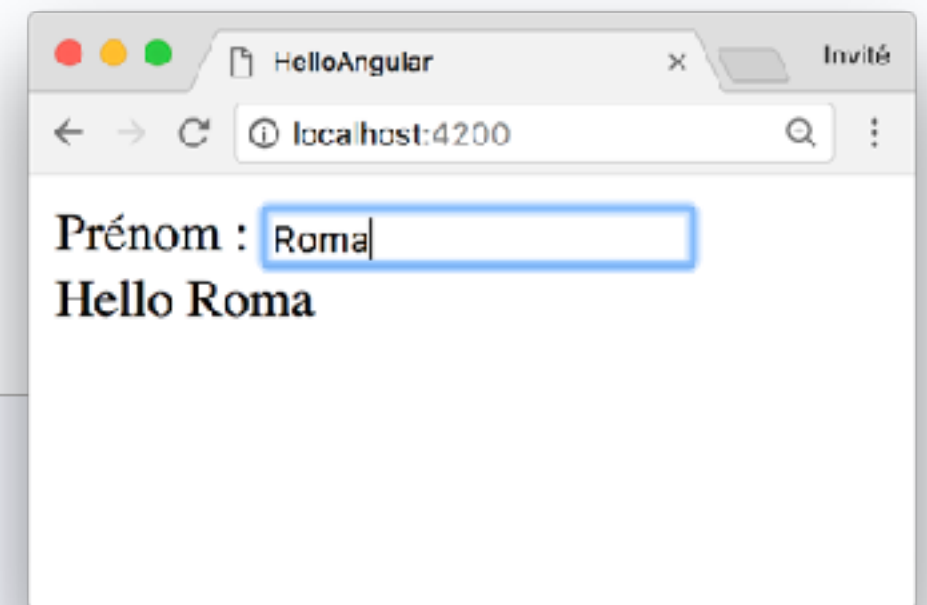 HelloAngular
Invité
localhost:4200
Prénom : Roma
Hello Roma